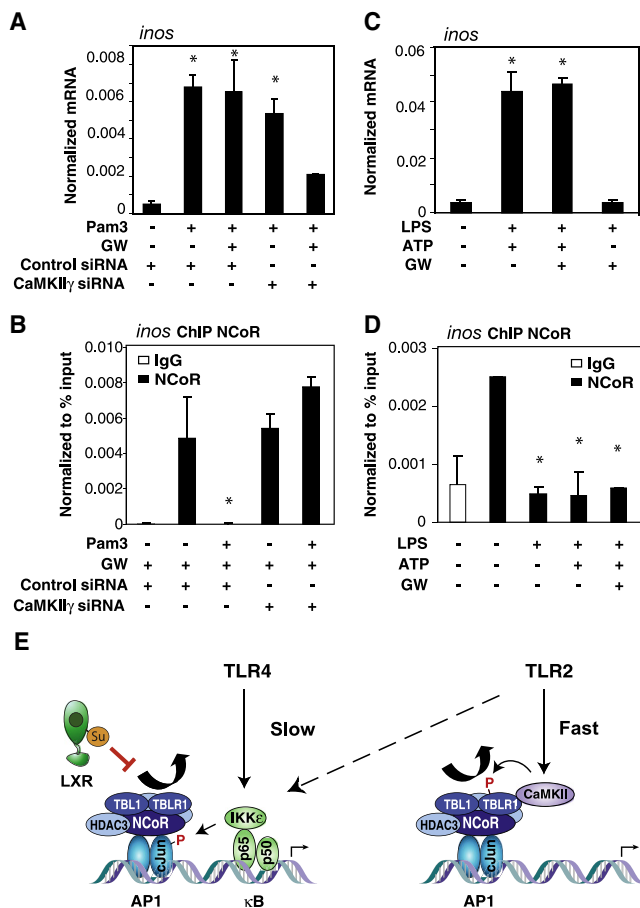 A
inos
Normalized mRNA
0.008
0.006
0.004
0.002
0
* * *
Pam3 - + + + +
GW - - + - +
Control siRNA + + + - -
CaMKIIγ siRNA - - - + +
C
inos
Normalized mRNA
0.06
0.04
0.02
0
* *
LPS - + + +
ATP - + + -
GW - - + +
B
inos ChIP NCoR
Normalized to % input
0.010
0.008
0.006
0.004
0.002
0
IgG
NCoR
*
Pam3 - - + - +
GW + + + + +
Control siRNA + + + - -
CaMKIIγ siRNA - - - + +
D
inos ChIP NCoR
Normalized to % input
0.003
0.002
0.001
0
IgG
NCoR
* * *
LPS - - + + +
ATP - - - + +
GW - - - - +
E
TLR4
TLR2
Slow
Fast
Su
LXR
TBL1 TBLR1
HDAC3 NCoR
cJun
P
IKKε
p65 p50
AP1 κB
P
CaMKII
TBL1 TBLR1
HDAC3 NCoR
cJun
AP1